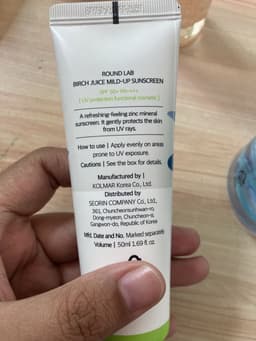 ROUND LAB
BIRCH JUICE MILD-UP SUNSCREEN
SPF 50+ PA++++
[ UV protection functional cosmetic ]
A refreshing-feeling zinc mineral
sunscreen. It gently protects the skin
from UV rays.
How to use | Apply evenly on areas
prone to UV exposure.
Cautions | See the box for details.
Manufactured by |
KOLMAR Korea Co., Ltd.
Distributed by
SEORIN COMPANY Co., Ltd.,
361, Chuncheonsunhwan-ro,
Dong-myeon, Chuncheon-si,
Gangwon-do, Republic of Korea
Mfd. Date and No. Marked separately
Volume | 50ml 1.69 fl. oz.